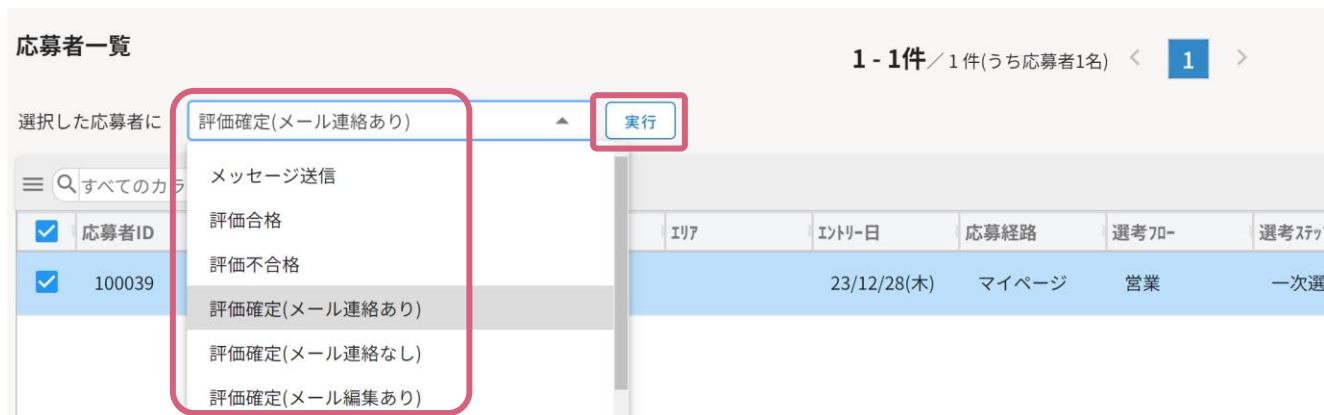 応募者一覧
1 - 1件／1件(うち応募者1名) < 1 >
選択した応募者に 評価確定(メール連絡あり) 実行
メッセージ送信
すべてのカラ
評価合格
応募者ID ｴﾘｱ ｴﾝﾄﾘｰ日 応募経路 選考ﾌﾛｰ 選考ｽﾃｯ
評価不合格
100039 23/12/28(木) マイページ 営業 一次選
評価確定(メール連絡あり)
評価確定(メール連絡なし)
評価確定(メール編集あり)